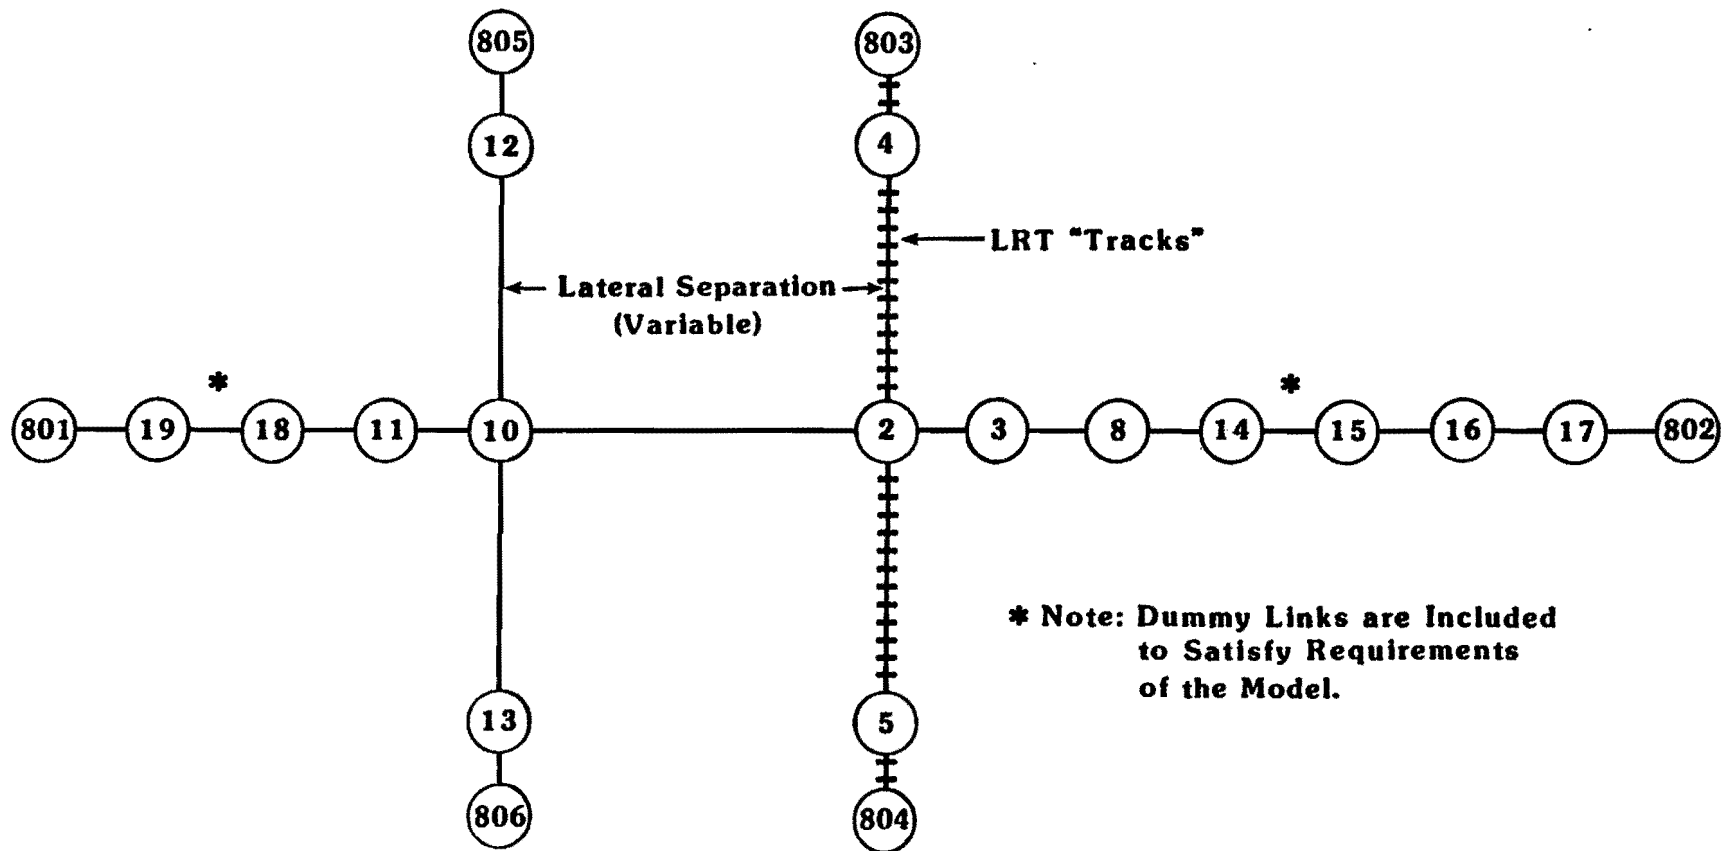 805
803
12
4
LRT "Tracks"
Lateral Separation
(Variable)
*
*
801 19 18 11 10 2 3 8 14 15 16 17 802
* Note: Dummy Links are Included
to Satisfy Requirements
of the Model.
13
5
806
804